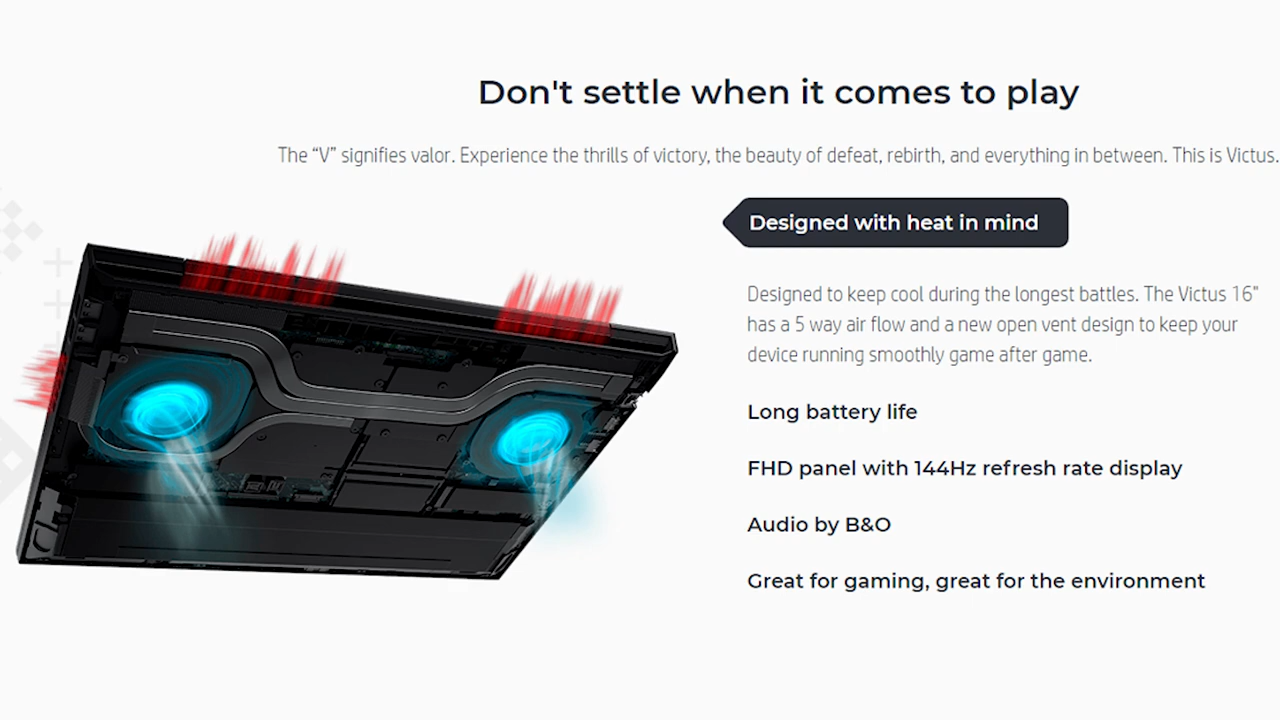 Don't settle when it comes to play
The “V” signifies valor. Experience the thrills of victory, the beauty of defeat, rebirth, and everything in between. This is Victus.
Designed with heat in mind
Designed to keep cool during the longest battles. The Victus 16"
has a 5 way air flow and a new open vent design to keep your
device running smoothly game after game.
Long battery life
FHD panel with 144Hz refresh rate display
Audio by B&O
Great for gaming, great for the environment